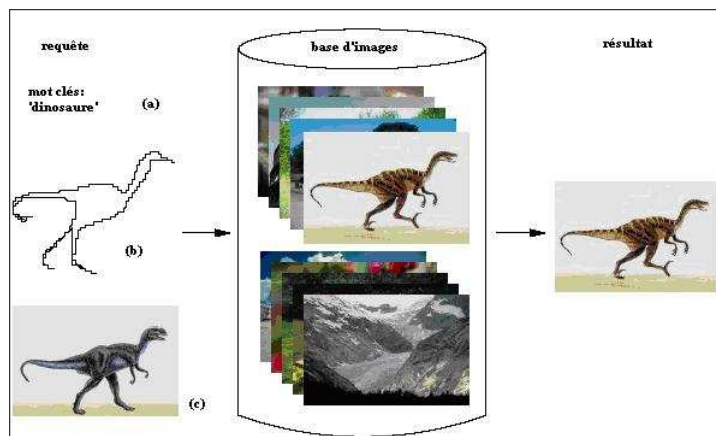 requête
base d'images
résultat
mot clés:
'dinosaure'
(a)
(b)
(c)